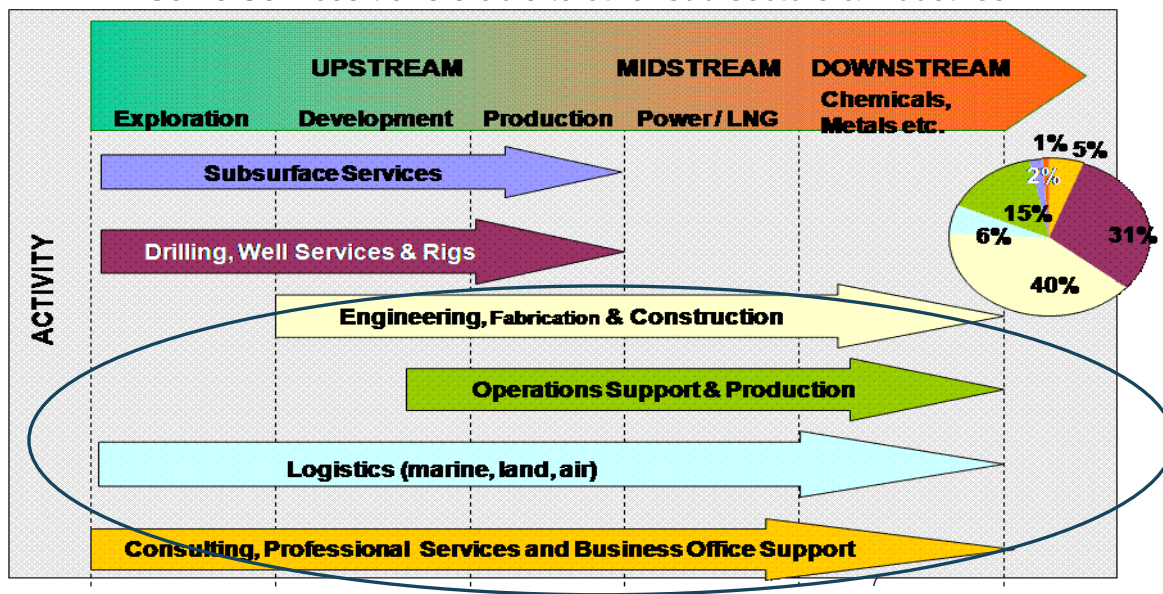 UPSTREAM MIDSTREAM DOWNSTREAM
Exploration Development Production Power / LNG Chemicals,
Metals etc.
Subsurface Services
Drilling, Well Services & Rigs
Engineering, Fabrication & Construction
Operations Support & Production
Logistics (marine, land, air)
Consulting, Professional Services and Business Office Support
ACTIVITY
1%
5%
2%
15%
31%
6%
40%